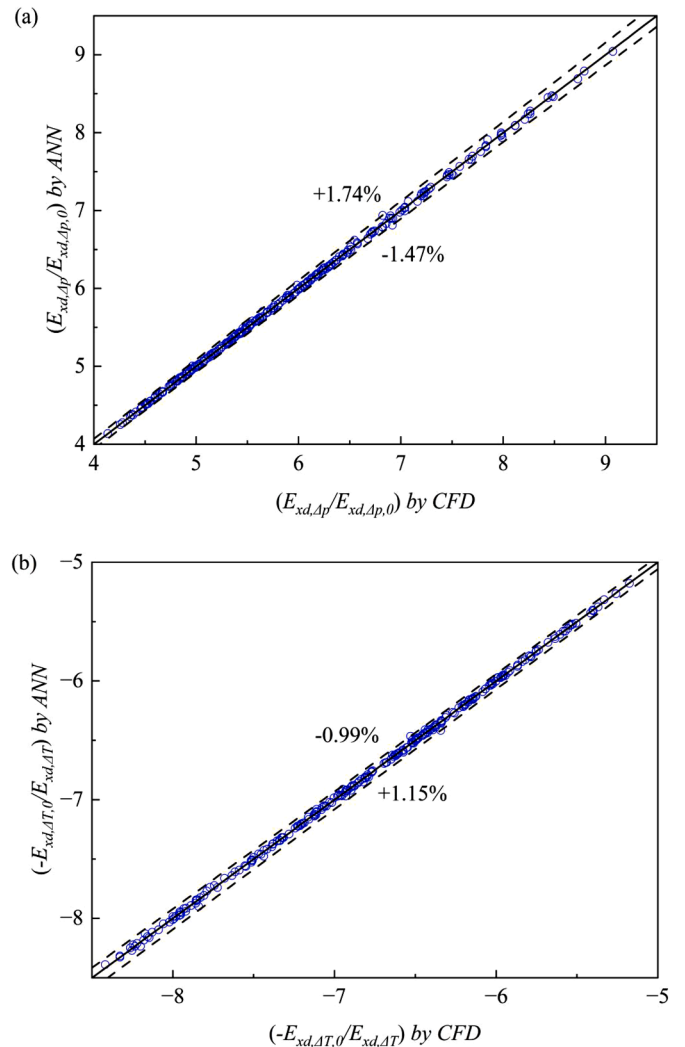 (a)
9
8
7
6
5
4
(E_{xd,Δp}/E_{xd,Δp,0}) by ANN
+1.74%
-1.47%
4 5 6 7 8 9
(E_{xd,Δp}/E_{xd,Δp,0}) by CFD
(b)
−5
−6
−7
−8
(-E_{xd,ΔT,0}/E_{xd,ΔT}) by ANN
-0.99%
+1.15%
−8 −7 −6 −5
(-E_{xd,ΔT,0}/E_{xd,ΔT}) by CFD